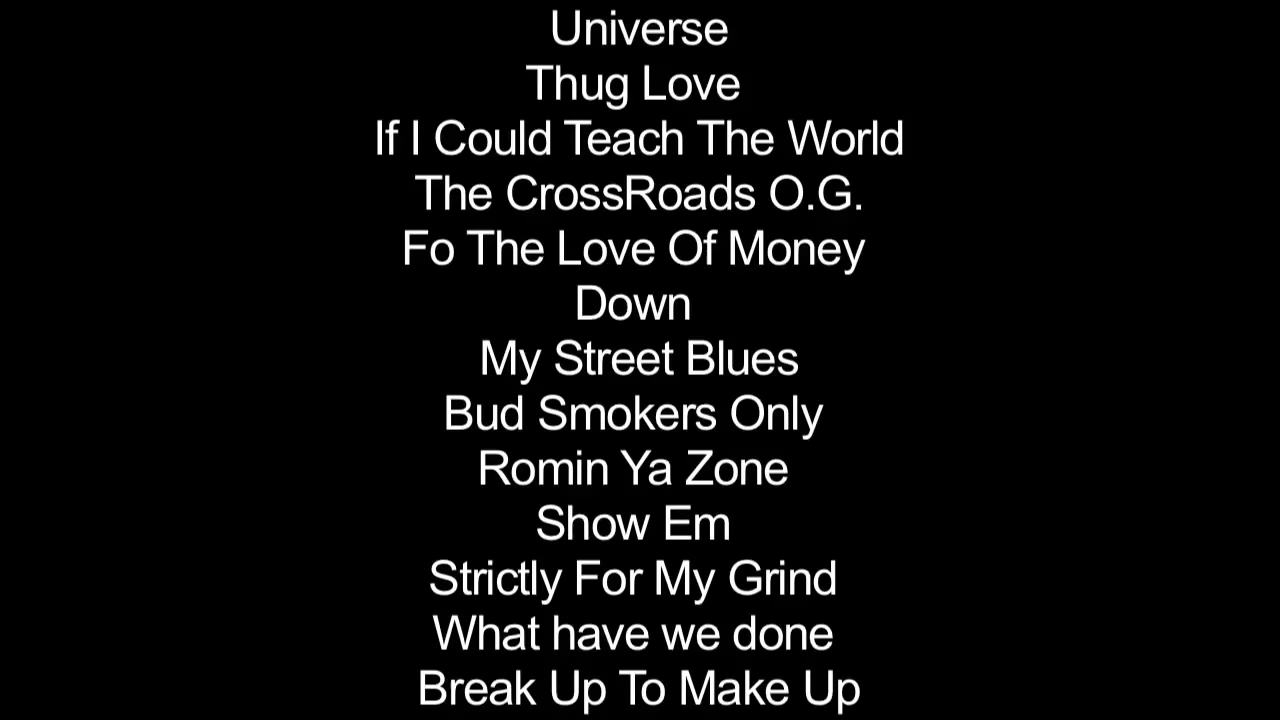 Universe
Thug Love
If I Could Teach The World
The CrossRoads O.G.
Fo The Love Of Money
Down
My Street Blues
Bud Smokers Only
Romin Ya Zone
Show Em
Strictly For My Grind
What have we done
Break Up To Make Up